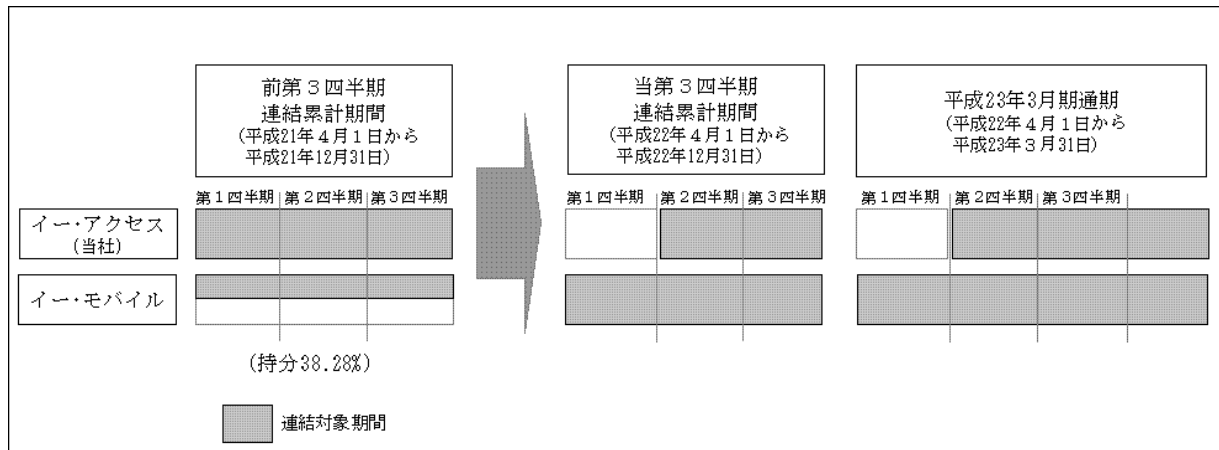 前第３四半期
連結累計期間
(平成21年４月１日から
平成21年12月31日)
当第３四半期
連結累計期間
(平成22年４月１日から
平成22年12月31日)
平成23年3月期通期
(平成22年４月１日から
平成23年３月31日)
第１四半期 第２四半期 第３四半期
第１四半期 第２四半期 第３四半期
第１四半期 第２四半期 第３四半期
イー・アクセス
(当社)
イー・モバイル
(持分38.28%)
連結対象期間